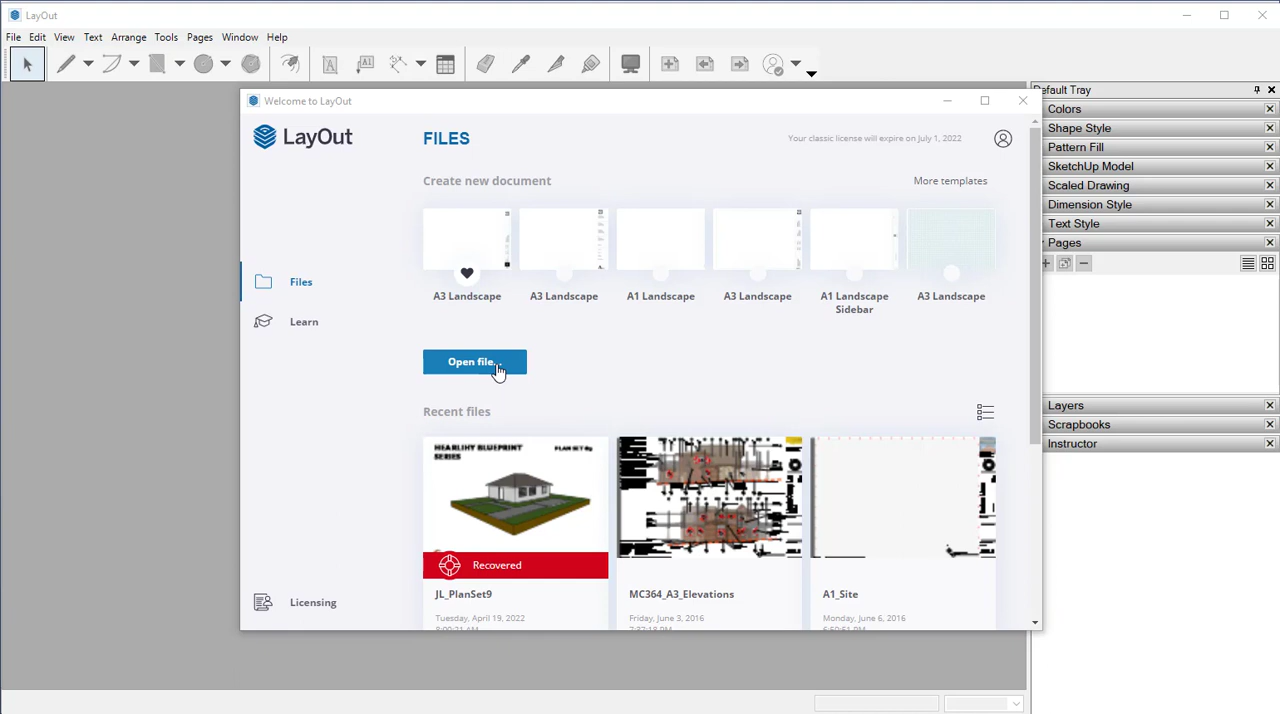 LayOut
File Edit View Text Arrange Tools Pages Window Help
Welcome to LayOut
LayOut
FILES
Your classic license will expire on July 1, 2022
Create new document
More templates
A3 Landscape
A3 Landscape
A1 Landscape
A3 Landscape
A1 Landscape
Sidebar
A3 Landscape
Files
Learn
Open file...
Recent files
HEARLIHY BLUEPRINT
SERIES
Recovered
JL_PlanSet9
Tuesday, April 19, 2022
MC364_A3_Elevations
Friday, June 3, 2016
A1_Site
Monday, June 6, 2016
Licensing
Default Tray
Colors
Shape Style
Pattern Fill
SketchUp Model
Scaled Drawing
Dimension Style
Text Style
Pages
Layers
Scrapbooks
Instructor